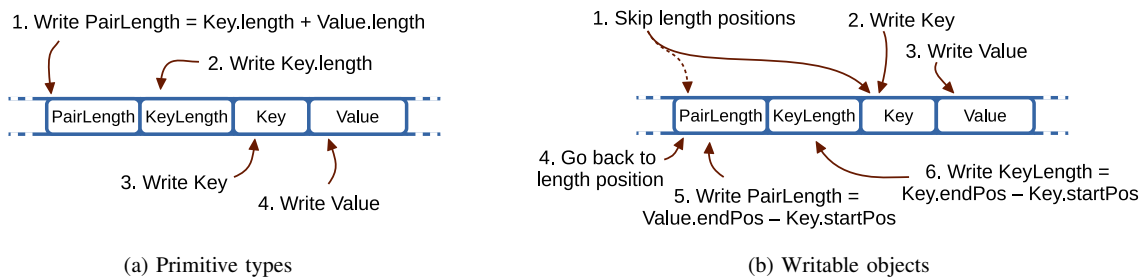 1. Write PairLength = Key.length + Value.length
2. Write Key.length
PairLength KeyLength Key Value
3. Write Key
4. Write Value
(a) Primitive types
1. Skip length positions
2. Write Key
3. Write Value
PairLength KeyLength Key Value
4. Go back to
length position
5. Write PairLength =
Value.endPos – Key.startPos
6. Write KeyLength =
Key.endPos – Key.startPos
(b) Writable objects